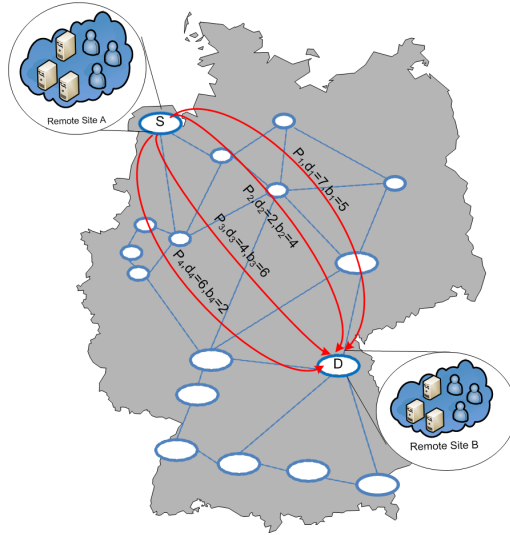 Remote Site A
S
P₁,d₁=7,b₁=5
P₂,d₂=2,b₂=4
P₃,d₃=4,b₃=6
P₄,d₄=6,b₄=2
D
Remote Site B